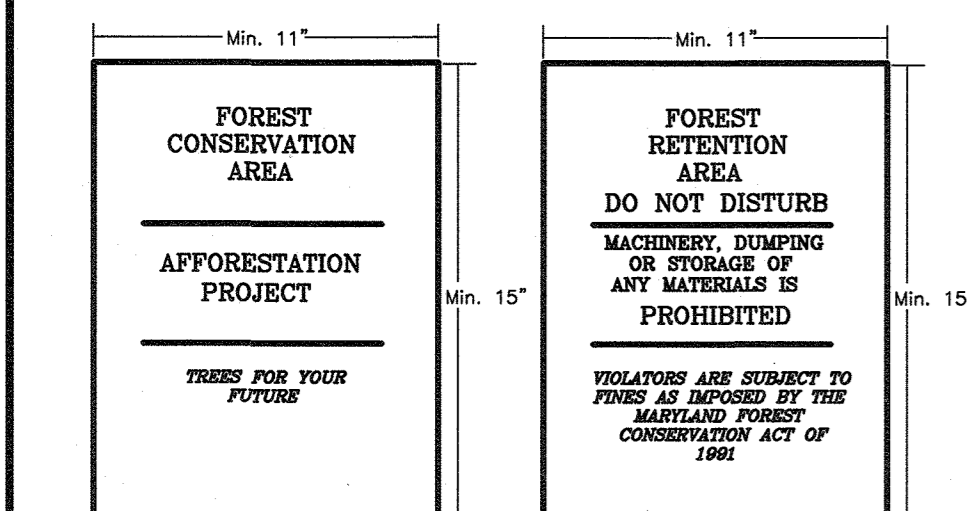 Min. 11"
FOREST
CONSERVATION
AREA
AFFORESTATION
PROJECT
TREES FOR YOUR
FUTURE
Min. 15"
Min. 11"
FOREST
RETENTION
AREA
DO NOT DISTURB
MACHINERY, DUMPING
OR STORAGE OF
ANY MATERIALS IS
PROHIBITED
VIOLATORS ARE SUBJECT TO
FINES AS IMPOSED BY THE
MARYLAND FOREST
CONSERVATION ACT OF
1991
Min. 15